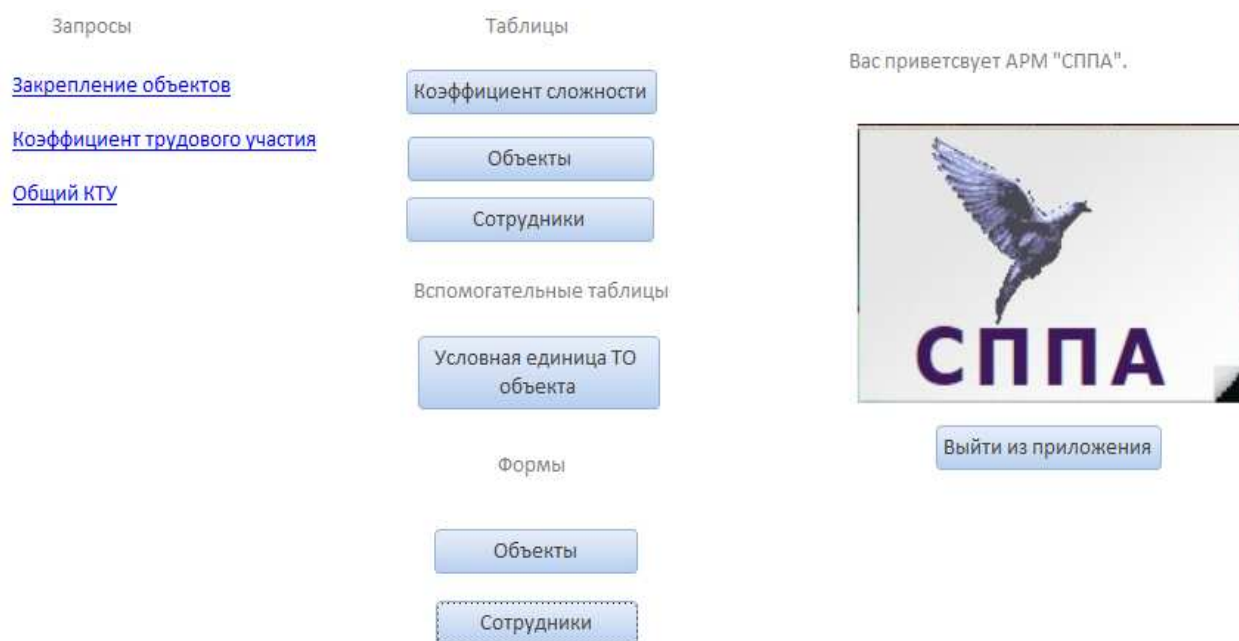 Запросы
Закрепление объектов
Коэффициент трудового участия
Общий КТУ
Таблицы
Коэффициент сложности
Объекты
Сотрудники
Вспомогательные таблицы
Условная единица ТО
объекта
Формы
Объекты
Сотрудники
Вас приветсвует АРМ "СППА".
СППА
Выйти из приложения